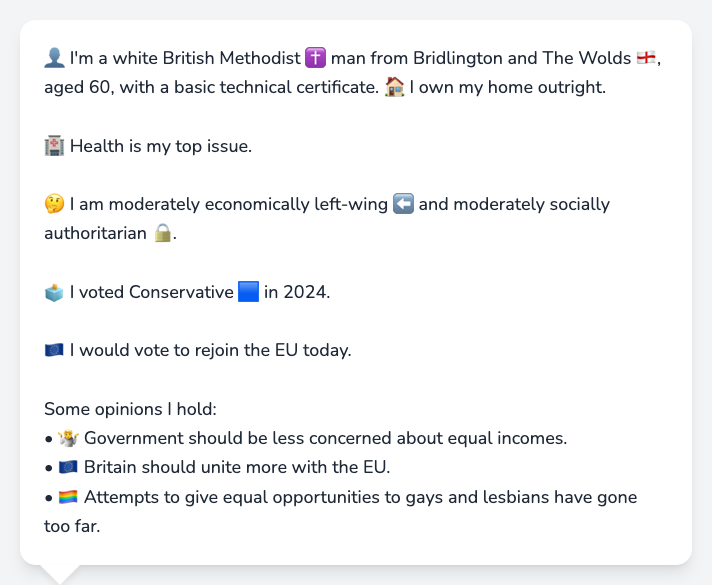 👤 I'm a white British Methodist ✝️ man from Bridlington and The Wolds 🏴󠁧󠁢󠁥󠁮󠁧󠁿,
aged 60, with a basic technical certificate. 🏠 I own my home outright.
🏥 Health is my top issue.
🤔 I am moderately economically left-wing ⬅️ and moderately socially
authoritarian 🔒.
🗳️ I voted Conservative 🟦 in 2024.
🇪🇺 I would vote to rejoin the EU today.
Some opinions I hold:
• 🤷 Government should be less concerned about equal incomes.
• 🇪🇺 Britain should unite more with the EU.
• 🏳️‍🌈 Attempts to give equal opportunities to gays and lesbians have gone
too far.